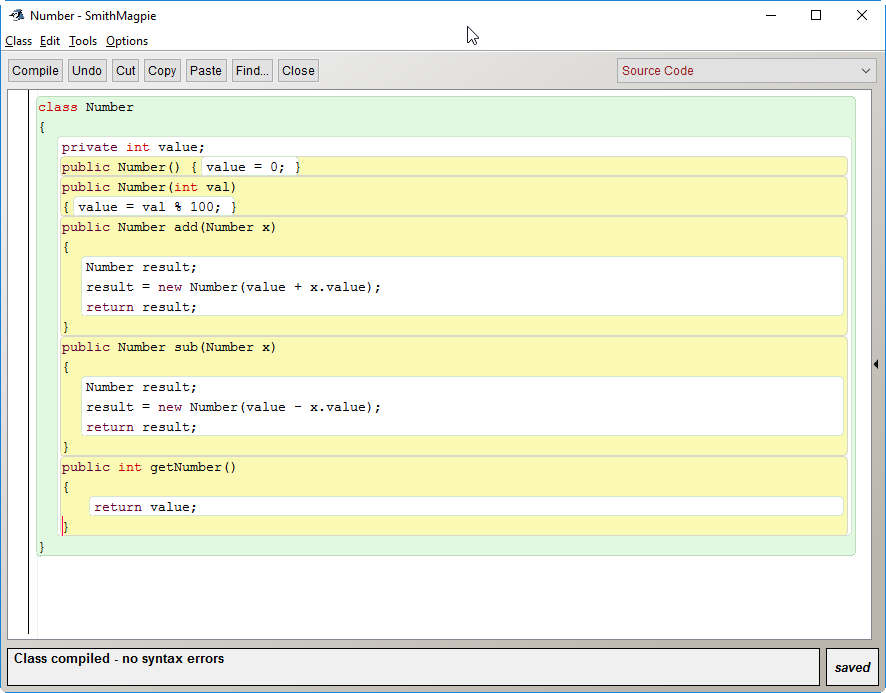 Number - SmithMagpie
Class Edit Tools Options
Compile Undo Cut Copy Paste Find... Close Source Code
class Number
{
private int value;
public Number() { value = 0; }
public Number(int val)
{ value = val % 100; }
public Number add(Number x)
{
Number result;
result = new Number(value + x.value);
return result;
}
public Number sub(Number x)
{
Number result;
result = new Number(value - x.value);
return result;
}
public int getNumber()
{
return value;
}
}
Class compiled - no syntax errors
saved